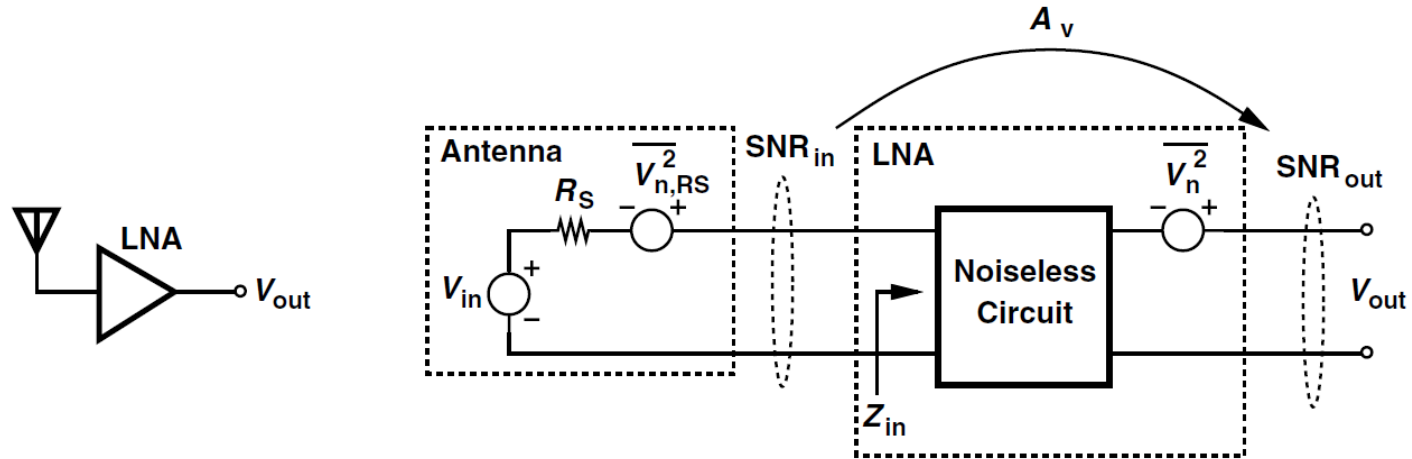 LNA
V_out
A_v
Antenna
R_S
V_n,RS^2
− +
V_in
+
−
SNR_in
LNA
Z_in
Noiseless
Circuit
V_n^2
− +
SNR_out
V_out